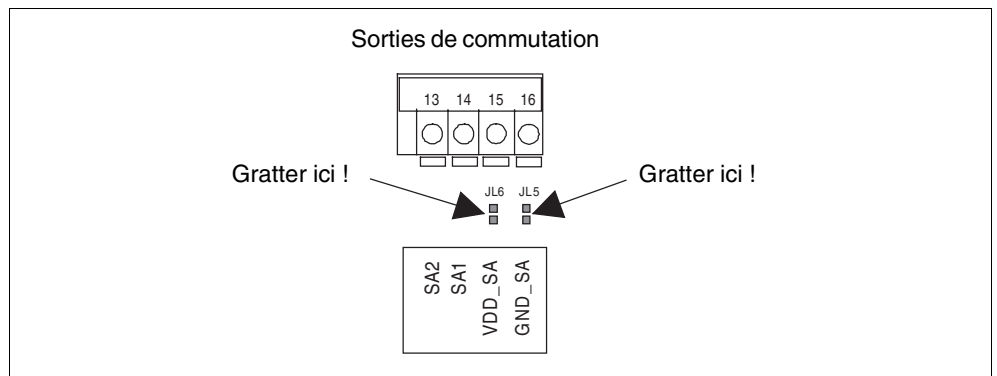 Sorties de commutation
13 14 15 16
Gratter ici !
JL6 JL5
Gratter ici !
SA2
SA1
VDD_SA
GND_SA